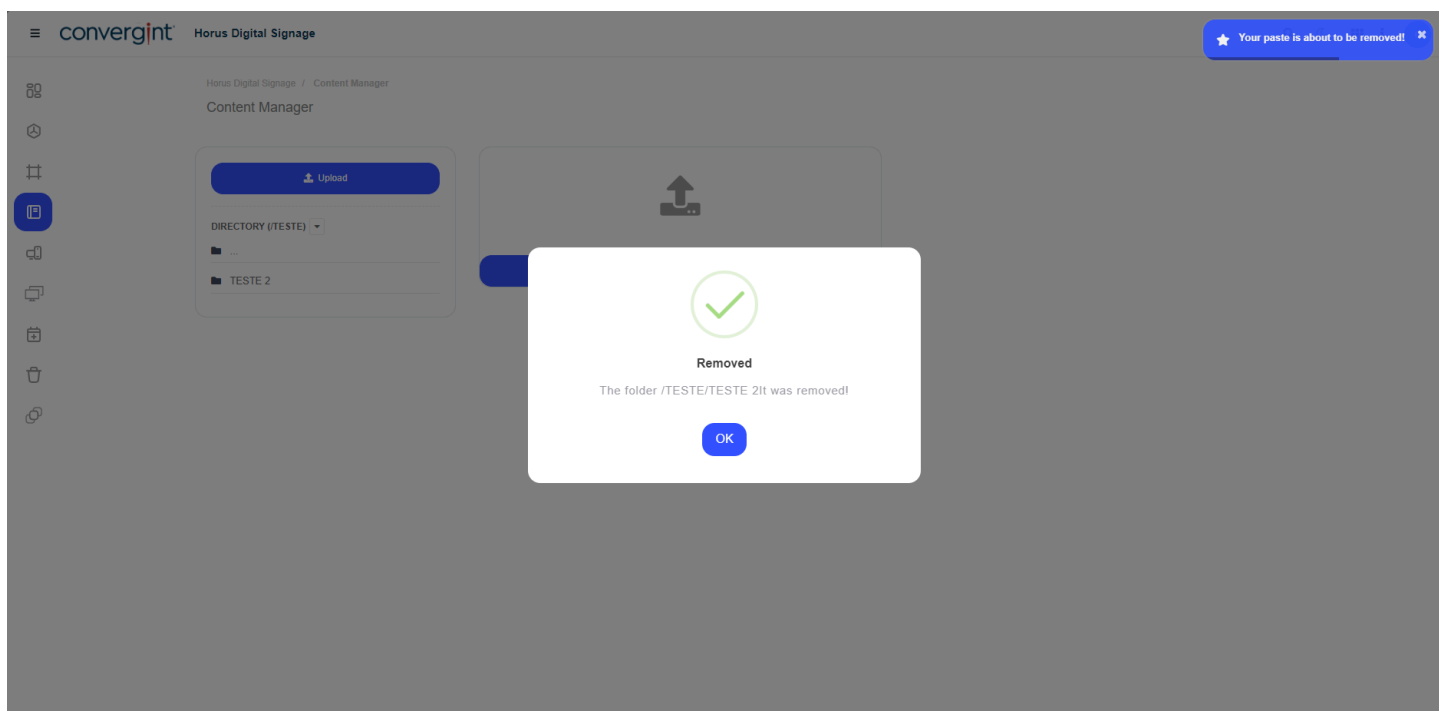 convergint
Horus Digital Signage
Your paste is about to be removed!
Horus Digital Signage / Content Manager
Content Manager
Upload
DIRECTORY (/TESTE)
...
TESTE 2
Removed
The folder /TESTE/TESTE 2It was removed!
OK